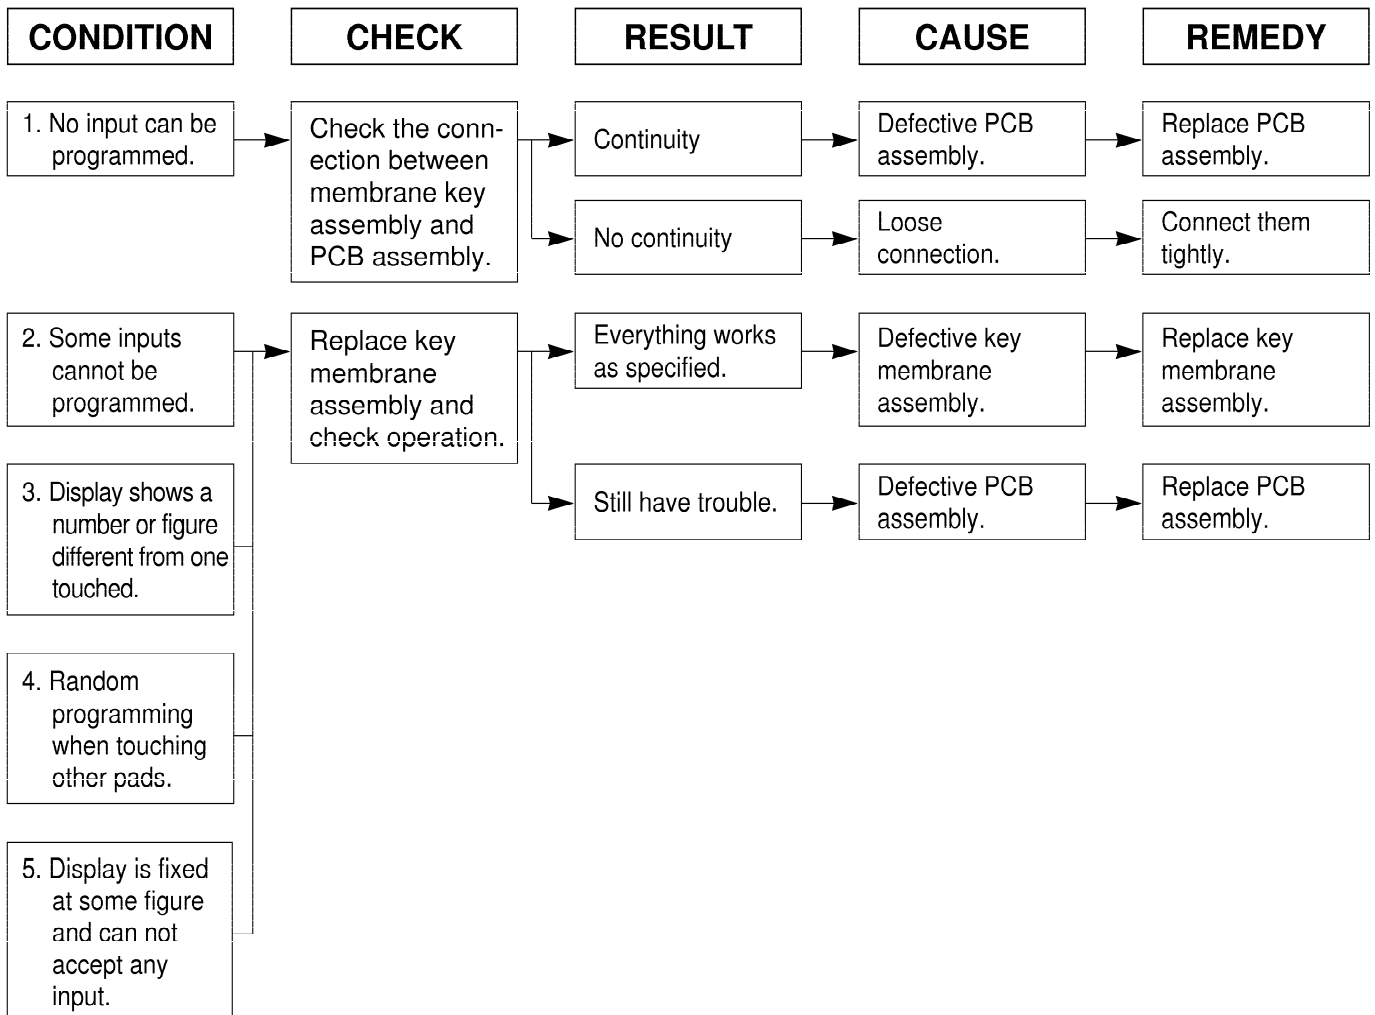 CONDITION
CHECK
RESULT
CAUSE
REMEDY
1. No input can be
programmed.
Check the conn-
ection between
membrane key
assembly and
PCB assembly.
Continuity
Defective PCB
assembly.
Replace PCB
assembly.
No continuity
Loose
connection.
Connect them
tightly.
2. Some inputs
cannot be
programmed.
Replace key
membrane
assembly and
check operation.
Everything works
as specified.
Defective key
membrane
assembly.
Replace key
membrane
assembly.
3. Display shows a
number or figure
different from one
touched.
Still have trouble.
Defective PCB
assembly.
Replace PCB
assembly.
4. Random
programming
when touching
other pads.
5. Display is fixed
at some figure
and can not
accept any
input.